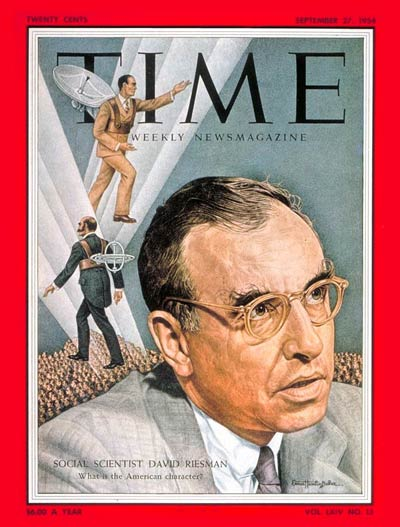 TWENTY CENTS
SEPTEMBER 27, 1954
TIME
WEEKLY NEWSMAGAZINE
SOCIAL SCIENTIST DAVID RIESMAN
What is the American character?
$6.00 A YEAR
VOL. LXIV NO. 13